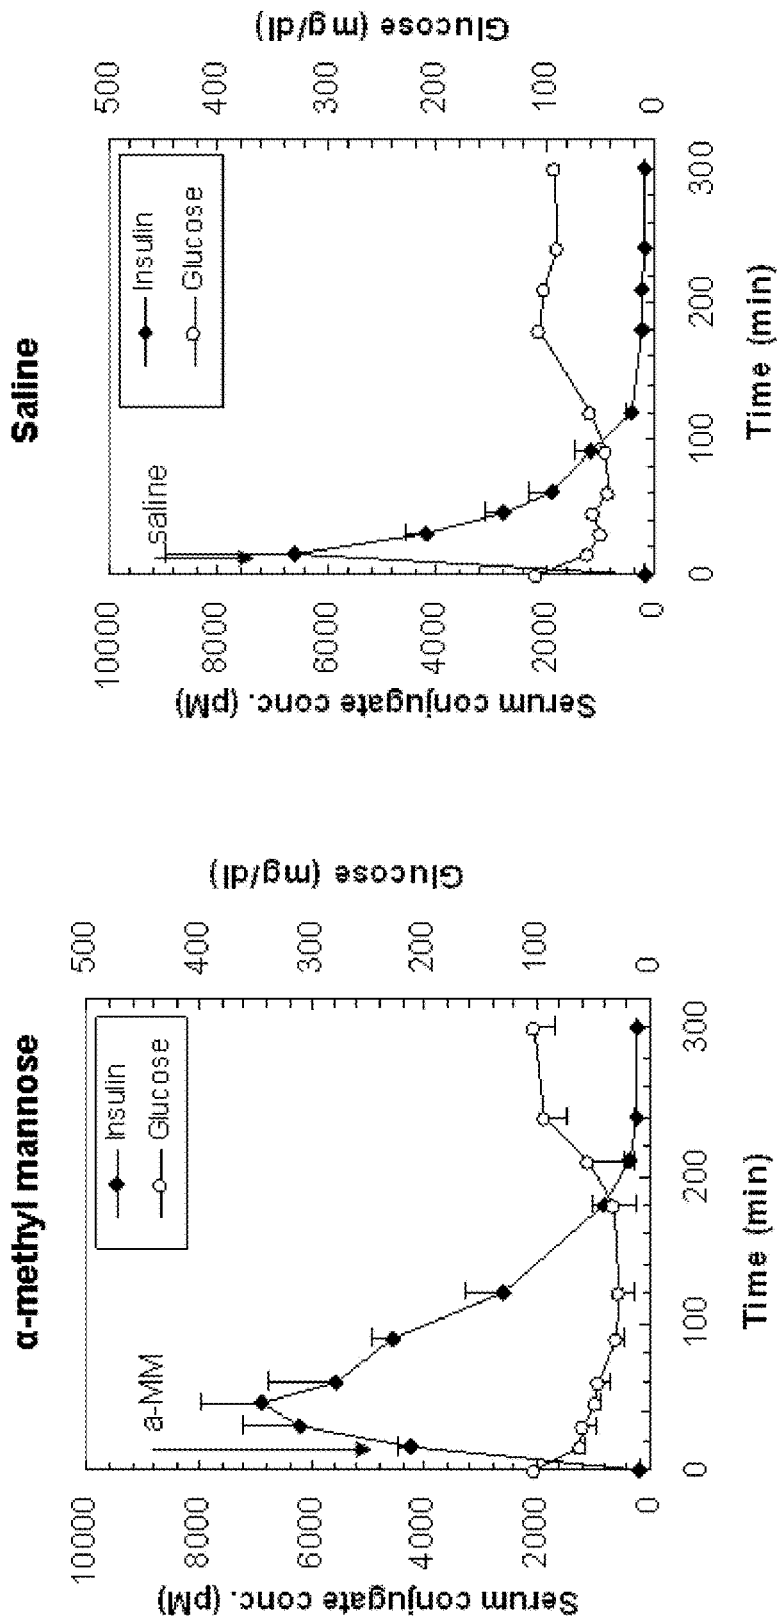 α-methyl mannose
10000
8000
6000
4000
2000
0
Serum conjugate conc. (pM)
500
400
300
200
100
0
Glucose (mg/dl)
a-MM
Insulin
Glucose
0
100
200
300
Time (min)
Saline
10000
8000
6000
4000
2000
0
Serum conjugate conc. (pM)
500
400
300
200
100
0
Glucose (mg/dl)
saline
Insulin
Glucose
0
100
200
300
Time (min)